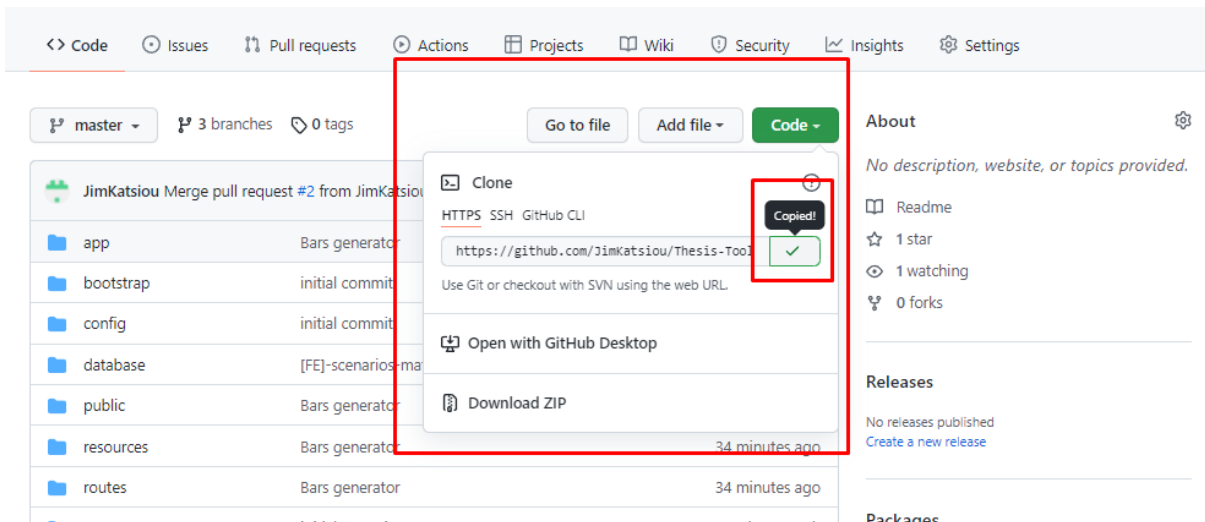 Code Issues Pull requests Actions Projects Wiki Security Insights Settings
master 3 branches 0 tags Go to file Add file Code
About
No description, website, or topics provided.
Readme
1 star
1 watching
0 forks
Releases
No releases published
Create a new release
Packages
JimKatsiou Merge pull request #2 from JimKatsiou
app Bars generator
bootstrap initial commit
config initial commit
database [FE]-scenarios-ma
public Bars generator
resources Bars generator 34 minutes ago
routes Bars generator 34 minutes ago
Clone
HTTPS SSH GitHub CLI
Copied!
https://github.com/JimKatsiou/Thesis-Tool
Use Git or checkout with SVN using the web URL.
Open with GitHub Desktop
Download ZIP